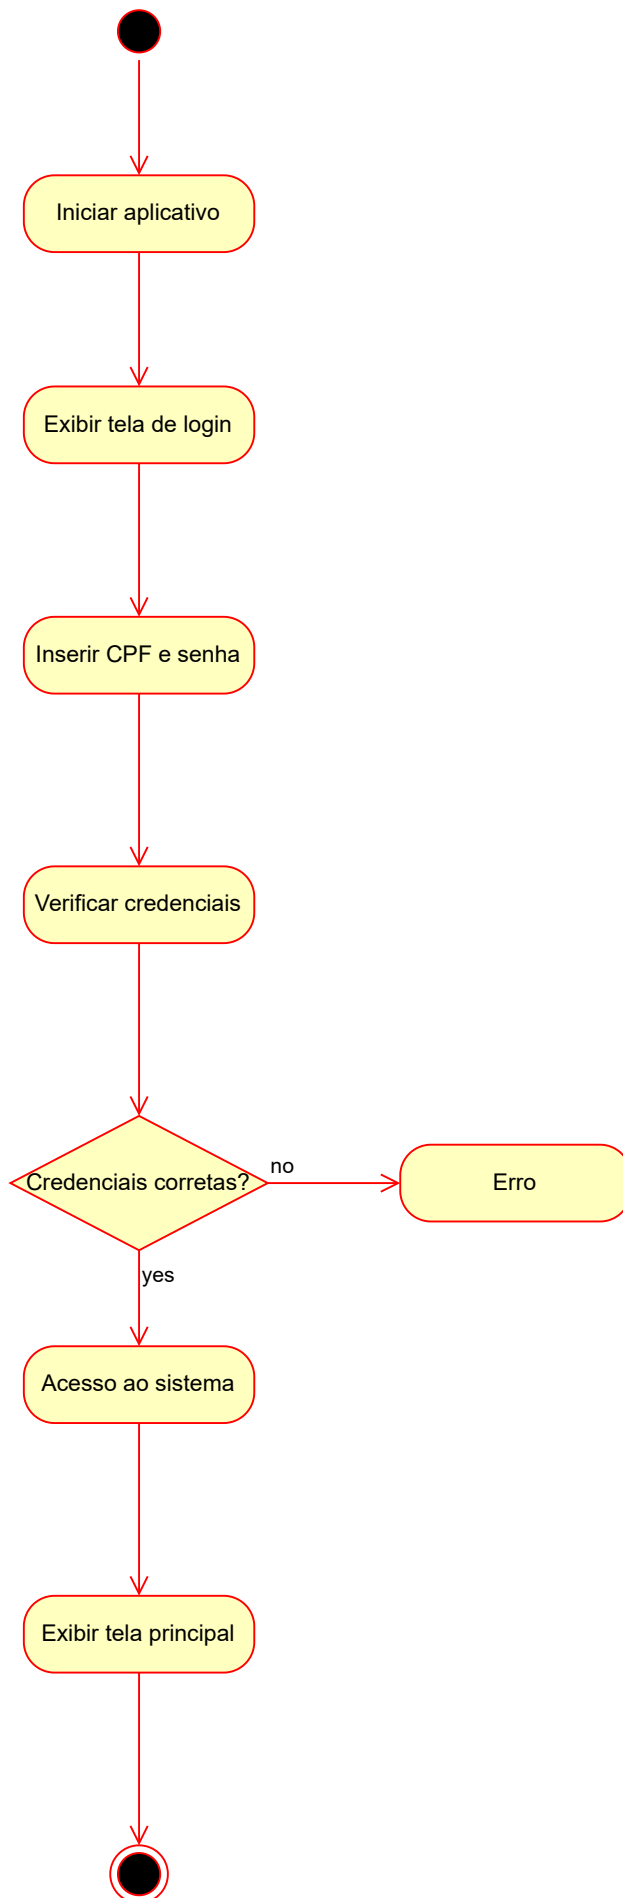 Iniciar aplicativo
Exibir tela de login
Inserir CPF e senha
Verificar credenciais
Credenciais corretas?
no
Erro
yes
Acesso ao sistema
Exibir tela principal